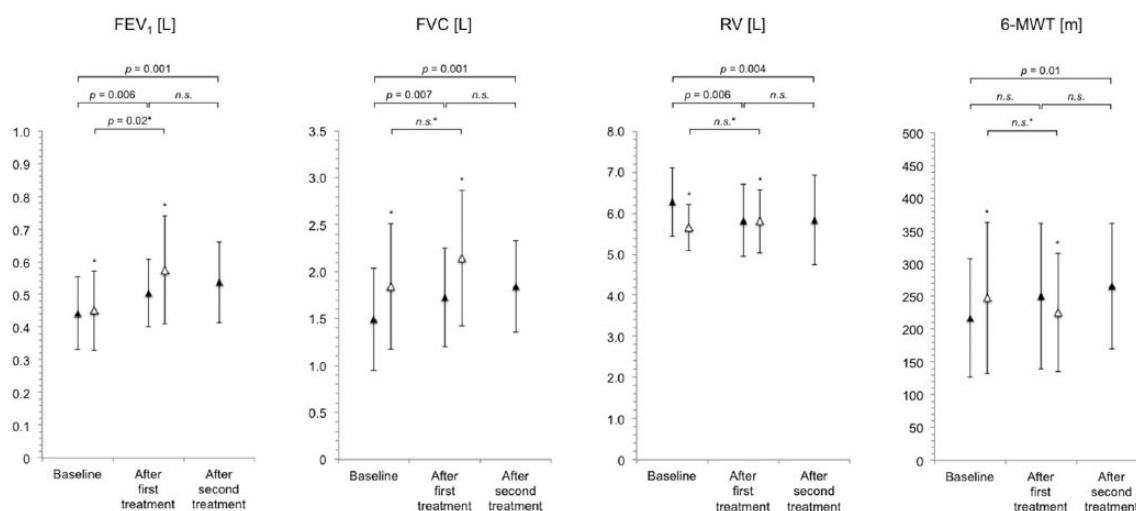 FEV₁ [L]
p = 0.001
p = 0.006
n.s.
p = 0.02*
1.0
0.9
0.8
0.7
0.6
0.5
0.4
0.3
0.2
0.1
0
*
*
Baseline
After
first
treatment
After
second
treatment
FVC [L]
p = 0.001
p = 0.007
n.s.
n.s.*
3.5
3.0
2.5
2.0
1.5
1.0
0.5
0
*
*
Baseline
After
first
treatment
After
second
treatment
RV [L]
p = 0.004
p = 0.006
n.s.
n.s.*
8.0
7.0
6.0
5.0
4.0
3.0
2.0
1.0
0
*
*
Baseline
After
first
treatment
After
second
treatment
6-MWT [m]
p = 0.01
n.s.
n.s.
n.s.*
500
450
400
350
300
250
200
150
100
50
0
*
*
Baseline
After
first
treatment
After
second
treatment